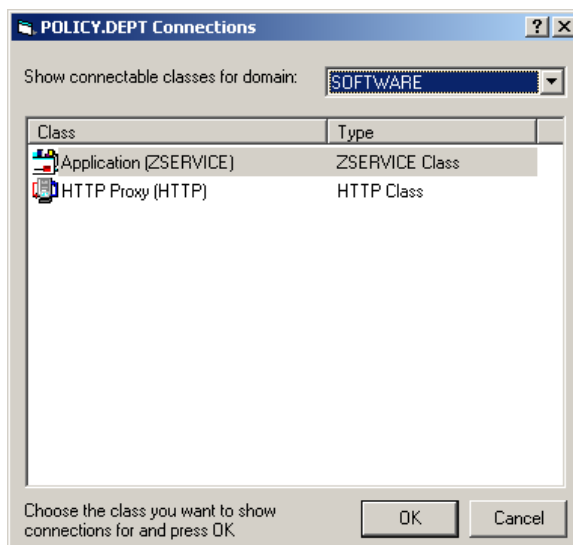 POLICY.DEPT Connections
Show connectable classes for domain: SOFTWARE
Class Type
Application (ZSERVICE) ZSERVICE Class
HTTP Proxy (HTTP) HTTP Class
Choose the class you want to show
connections for and press OK
OK Cancel